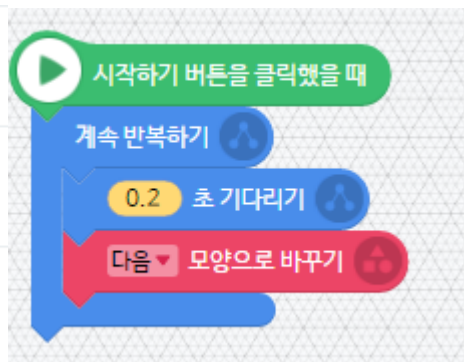 시작하기 버튼을 클릭했을 때
계속 반복하기
0.2 초 기다리기
다음 모양으로 바꾸기